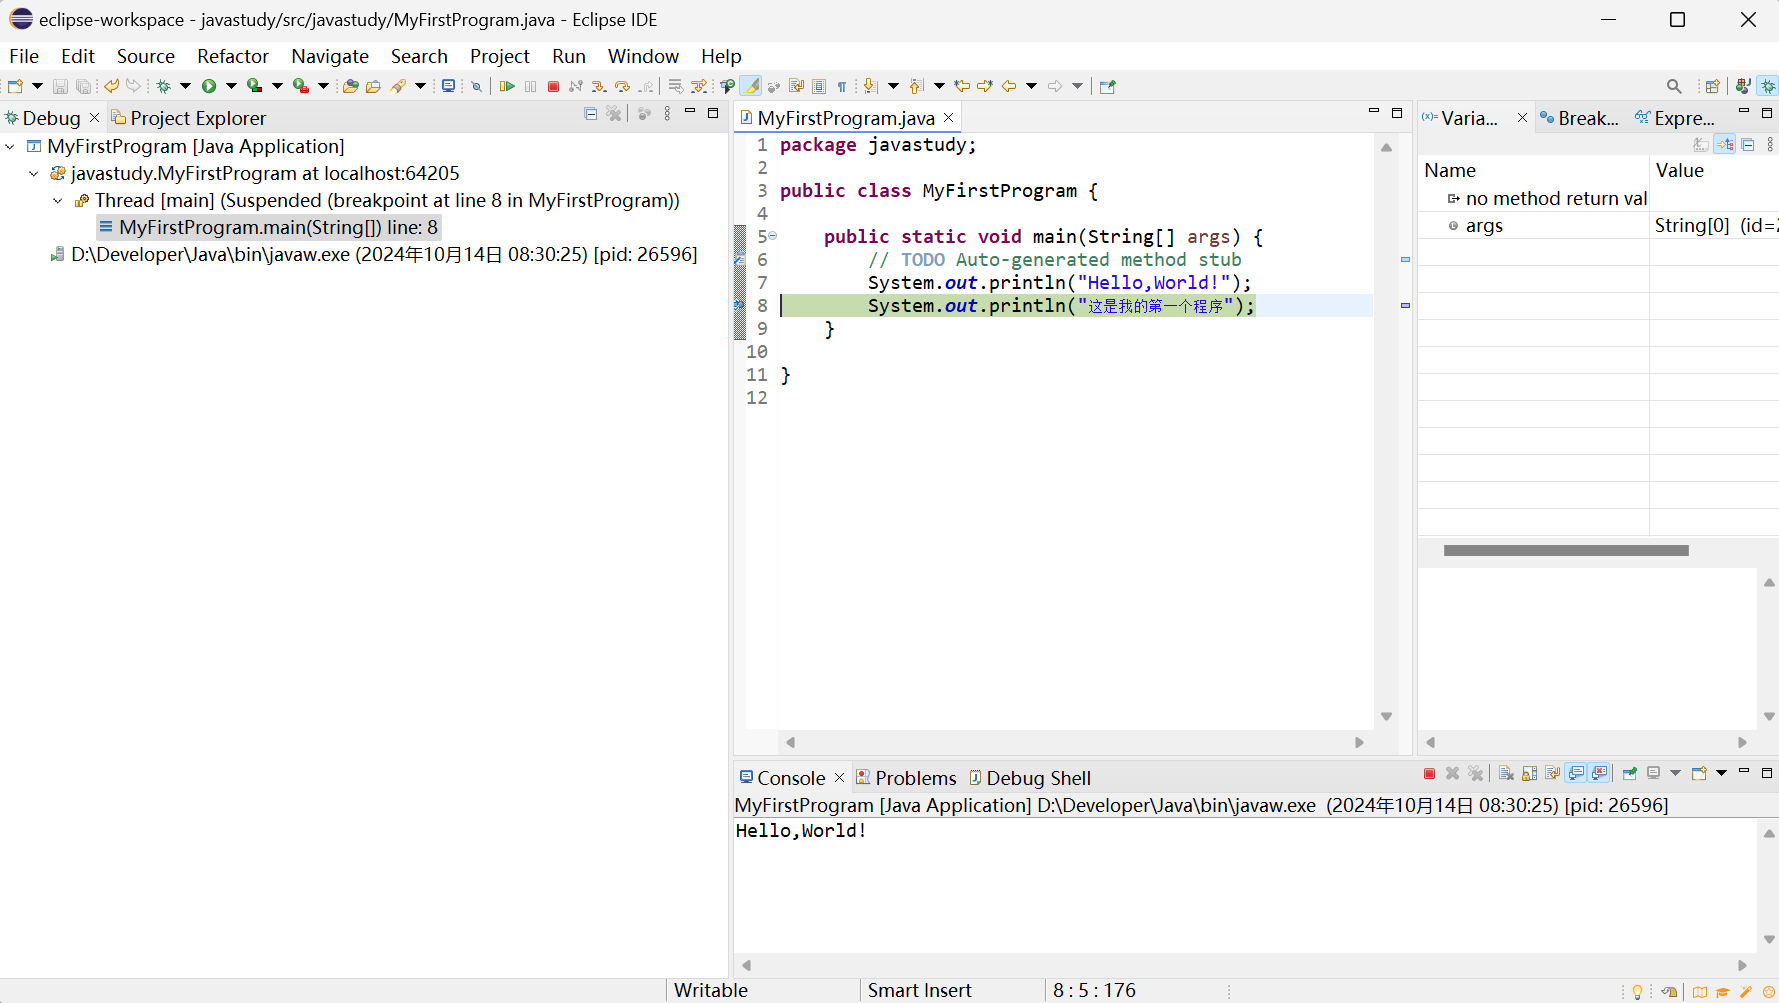 eclipse-workspace - javastudy/src/javastudy/MyFirstProgram.java - Eclipse IDE
File Edit Source Refactor Navigate Search Project Run Window Help
Debug Project Explorer
MyFirstProgram [Java Application]
javastudy.MyFirstProgram at localhost:64205
Thread [main] (Suspended (breakpoint at line 8 in MyFirstProgram))
MyFirstProgram.main(String[]) line: 8
D:\Developer\Java\bin\javaw.exe (2024年10月14日 08:30:25) [pid: 26596]
MyFirstProgram.java
1 package javastudy;
2
3 public class MyFirstProgram {
4
5 public static void main(String[] args) {
6 // TODO Auto-generated method stub
7 System.out.println("Hello,World!");
8 System.out.println("这是我的第一个程序");
9 }
10
11 }
12
(x)= Varia... Break... Expre...
Name Value
no method return val
args String[0] (id=2
Console Problems Debug Shell
MyFirstProgram [Java Application] D:\Developer\Java\bin\javaw.exe (2024年10月14日 08:30:25) [pid: 26596]
Hello,World!
Writable Smart Insert 8 : 5 : 176